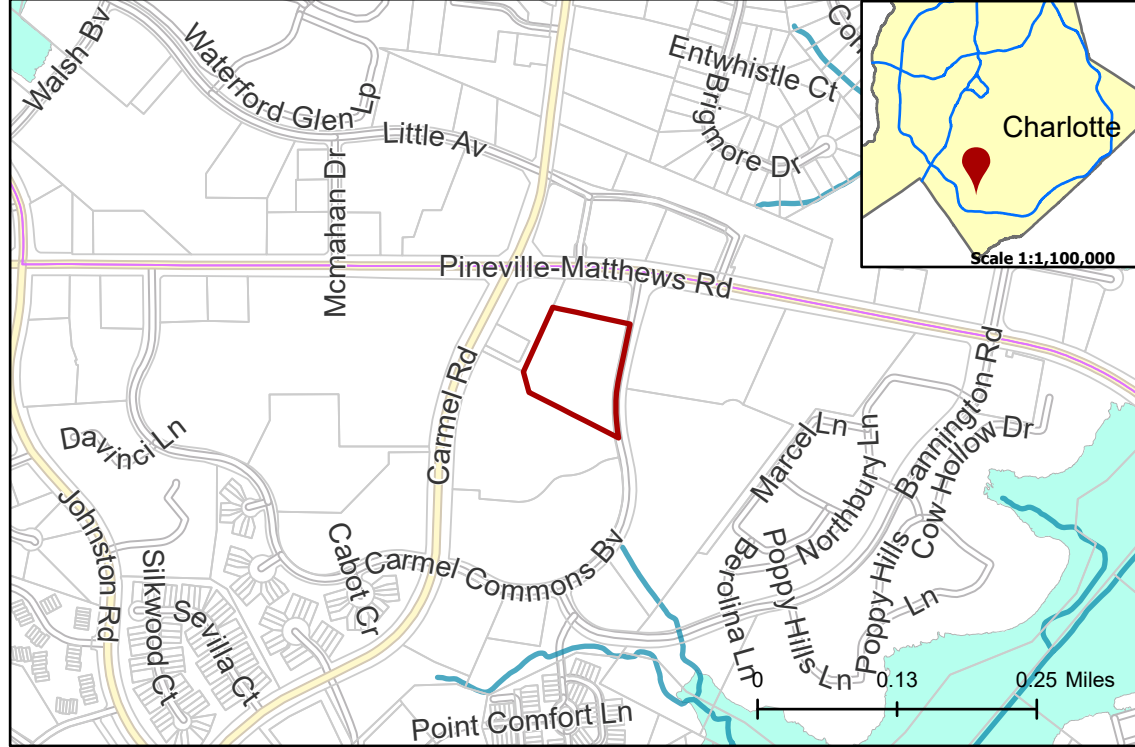 Walsh Bv
Waterford Glen Lp
Little Av
Mcmahan Dr
Entwhistle Ct
Brigmore Dr
Charlotte
Scale 1:1,100,000
Pineville-Matthews Rd
Carmel Rd
Davinci Ln
Johnston Rd
Silkwood Ct
Sevilla Ct
Cabot Cr
Carmel Commons Bv
Marcel Ln
Northbury Ln
Bannington Rd
Cow Hollow Dr
Berolina Ln
Poppy Hills Ln
Poppy Hills Ln
Point Comfort Ln
0 0.13 0.25 Miles